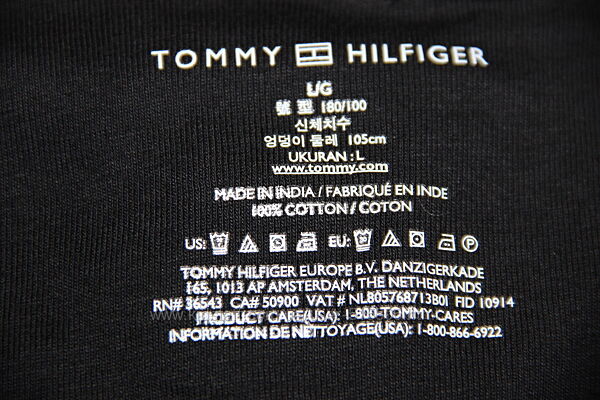 TOMMY HILFIGER
L/G
號 型 180/100
신체치수
엉덩이 둘레 105cm
UKURAN : L
www.tommy.com
MADE IN INDIA / FABRIQUÉ EN INDE
100% COTTON / COTON
US: EU:
TOMMY HILFIGER EUROPE B.V. DANZIGERKADE
165, 1013 AP AMSTERDAM, THE NETHERLANDS
RN# 36543 CA# 50900 VAT # NL805768713B01 FID 10914
PRODUCT CARE(USA): 1-800-TOMMY-CARES
INFORMATION DE NETTOYAGE(USA): 1-800-866-6922